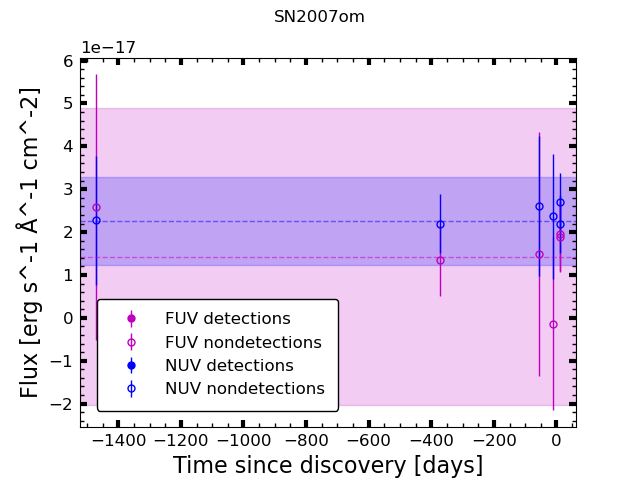 SN2007om
1e−17
6
5
4
3
2
1
0
−1
−2
Flux [erg s^-1 Å^-1 cm^-2]
FUV detections
FUV nondetections
NUV detections
NUV nondetections
−1400 −1200 −1000 −800 −600 −400 −200 0
Time since discovery [days]